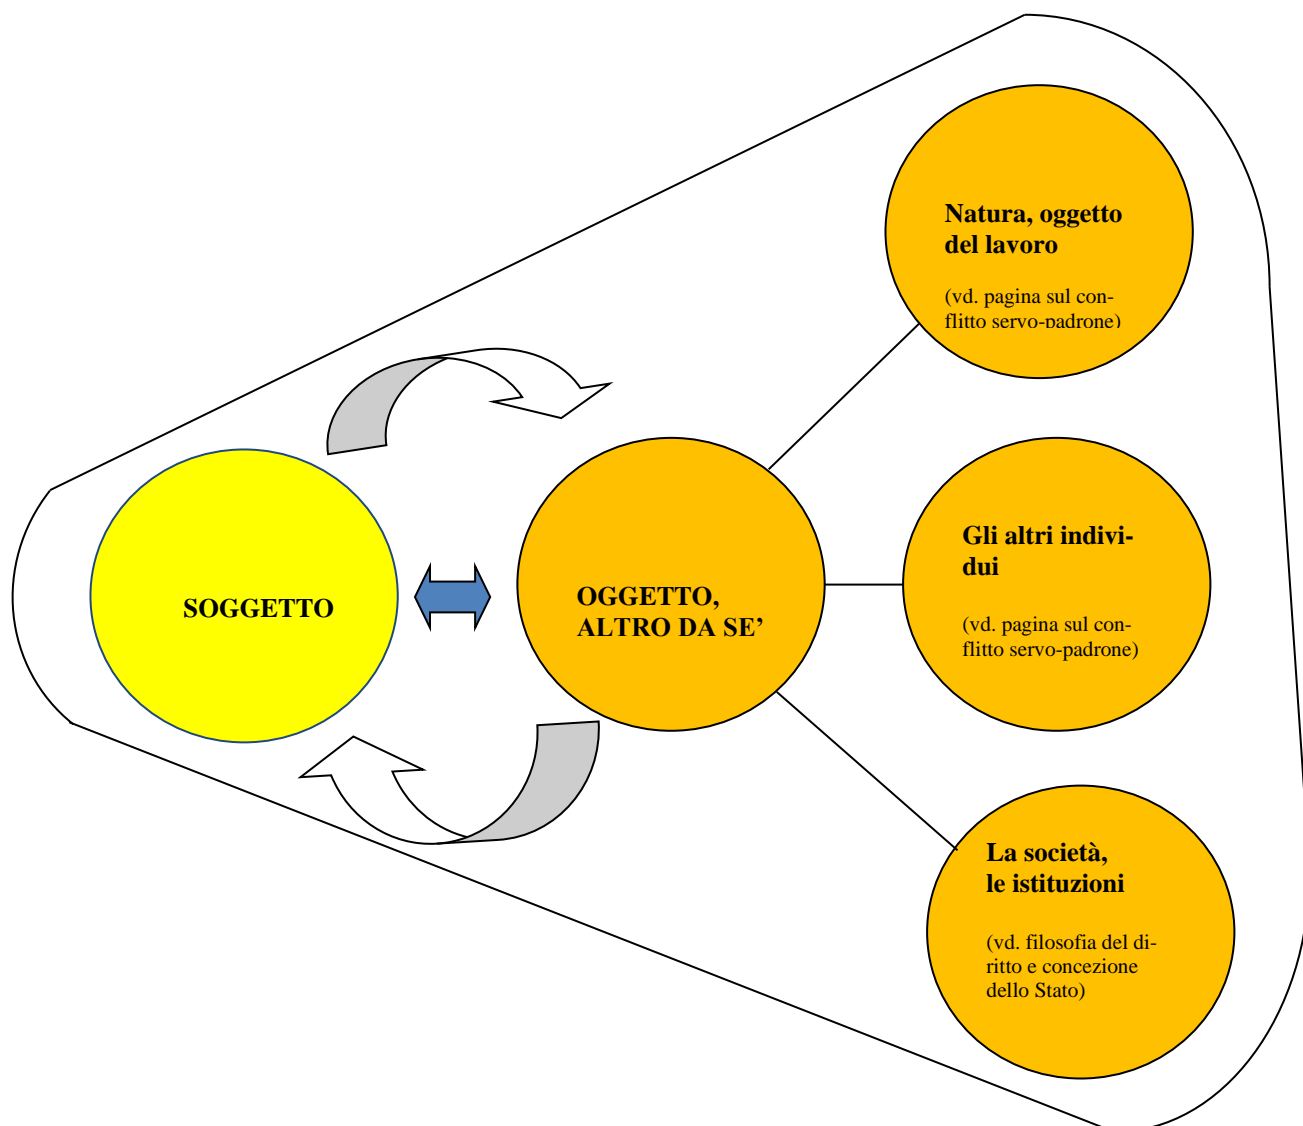 Natura, oggetto
del lavoro
(vd. pagina sul con-
flitto servo-padrone)
SOGGETTO
OGGETTO,
ALTRO DA SE’
Gli altri indivi-
dui
(vd. pagina sul con-
flitto servo-padrone)
La società,
le istituzioni
(vd. filosofia del di-
ritto e concezione
dello Stato)